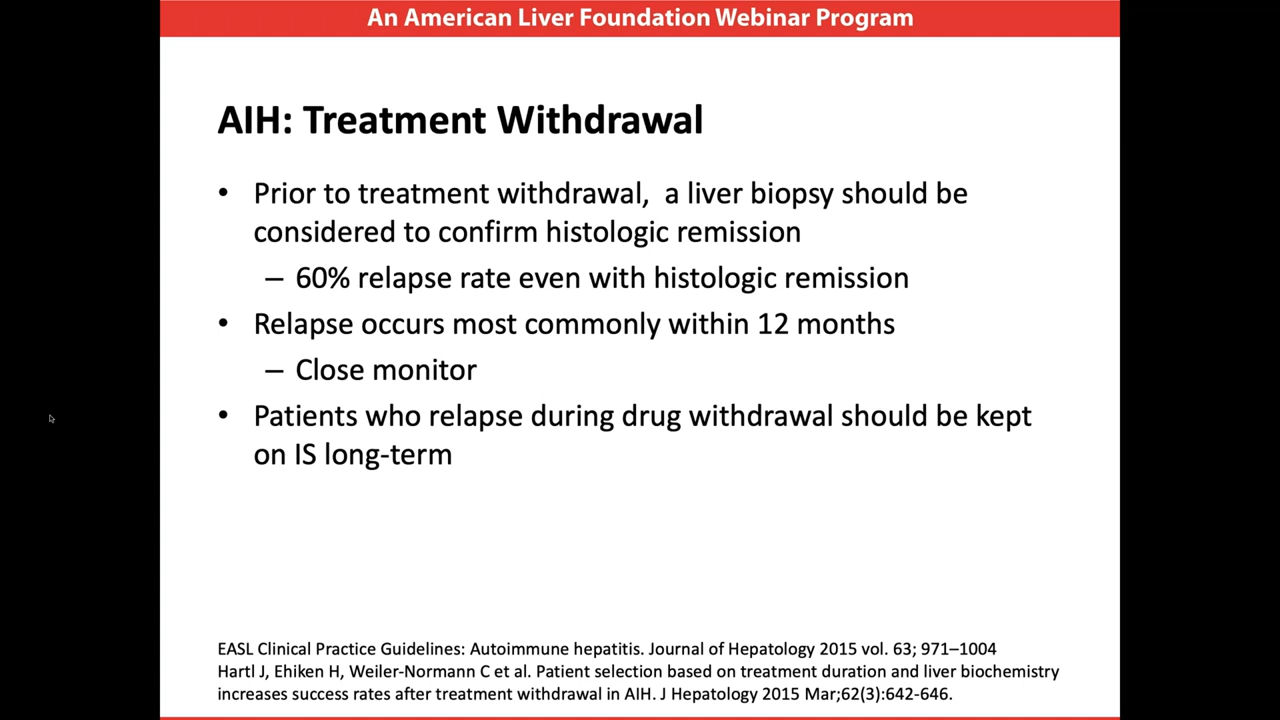 An American Liver Foundation Webinar Program
AIH: Treatment Withdrawal
• Prior to treatment withdrawal,  a liver biopsy should be
considered to confirm histologic remission
– 60% relapse rate even with histologic remission
• Relapse occurs most commonly within 12 months
– Close monitor
• Patients who relapse during drug withdrawal should be kept
on IS long-term
EASL Clinical Practice Guidelines: Autoimmune hepatitis. Journal of Hepatology 2015 vol. 63; 971–1004
Hartl J, Ehiken H, Weiler-Normann C et al. Patient selection based on treatment duration and liver biochemistry
increases success rates after treatment withdrawal in AIH. J Hepatology 2015 Mar;62(3):642-646.